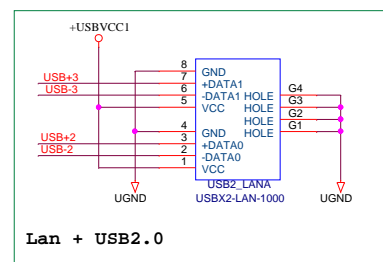 +USBVCC1
8 GND
USB+3 7 +DATA1 G4
USB-3 6 -DATA1 HOLE G3
5 VCC HOLE G2
4 GND HOLE G1
USB+2 3 +DATA0 HOLE
USB-2 2 -DATA0
1 VCC
USB2_LANA
UGND USBX2-LAN-1000 UGND
Lan + USB2.0